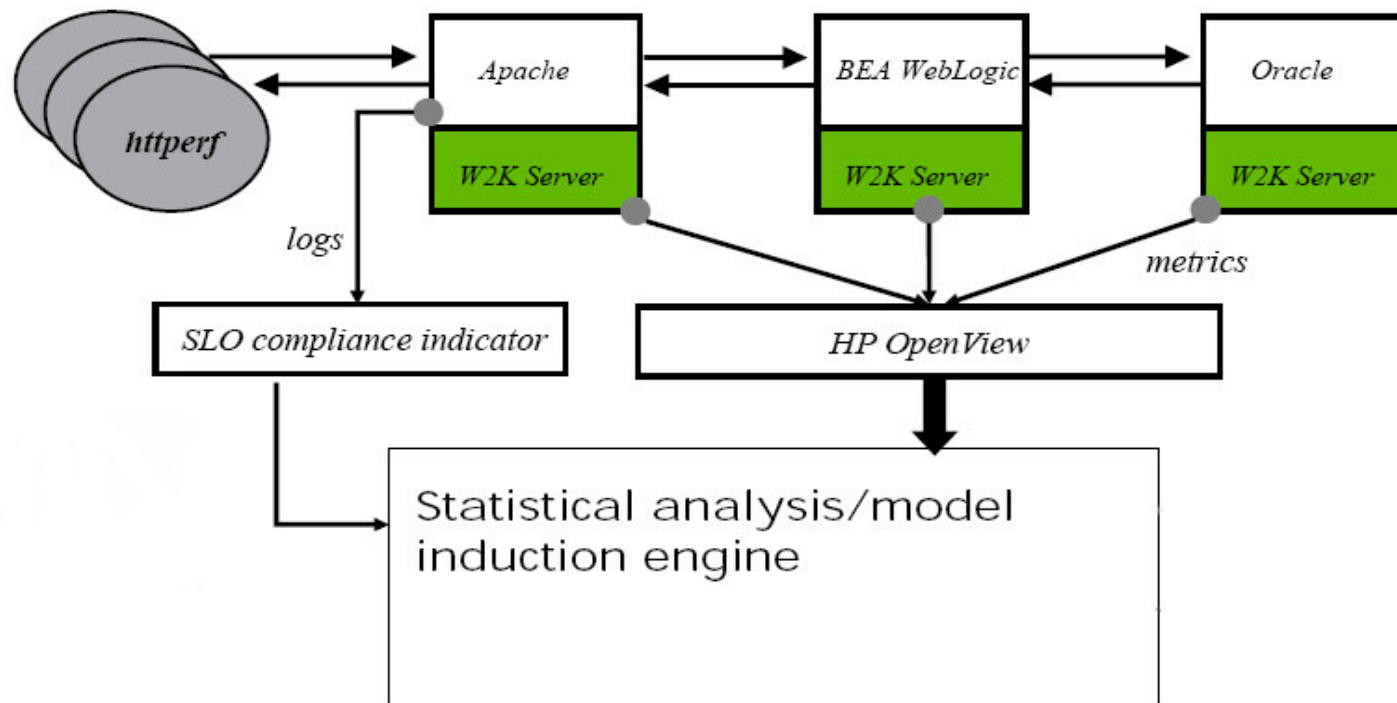 Apache
BEA WebLogic
Oracle
httperf
W2K Server
W2K Server
W2K Server
logs
metrics
SLO compliance indicator
HP OpenView
Statistical analysis/model
induction engine